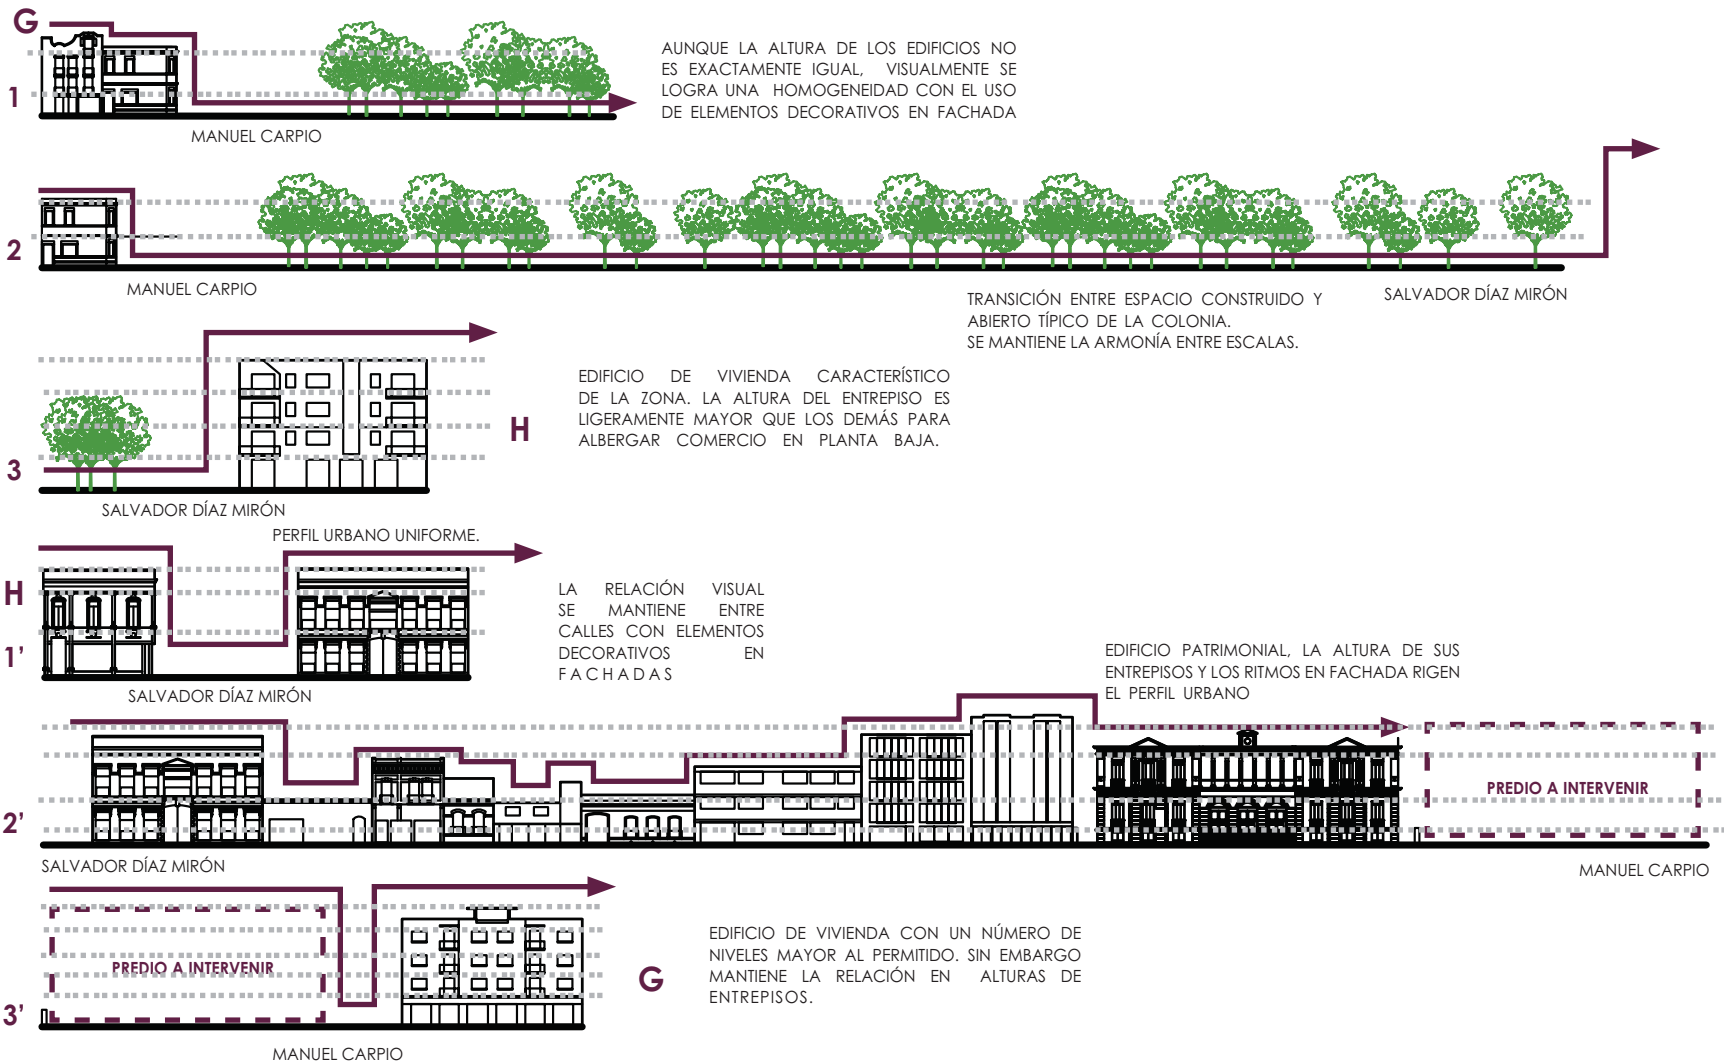 G
1
AUNQUE LA ALTURA DE LOS EDIFICIOS NO
ES EXACTAMENTE IGUAL, VISUALMENTE SE
LOGRA UNA HOMOGENEIDAD CON EL USO
DE ELEMENTOS DECORATIVOS EN FACHADA
MANUEL CARPIO
2
MANUEL CARPIO
TRANSICIÓN ENTRE ESPACIO CONSTRUIDO Y
ABIERTO TÍPICO DE LA COLONIA.
SE MANTIENE LA ARMONÍA ENTRE ESCALAS.
SALVADOR DÍAZ MIRÓN
3
H
EDIFICIO DE VIVIENDA CARACTERÍSTICO
DE LA ZONA. LA ALTURA DEL ENTREPISO ES
LIGERAMENTE MAYOR QUE LOS DEMÁS PARA
ALBERGAR COMERCIO EN PLANTA BAJA.
SALVADOR DÍAZ MIRÓN
PERFIL URBANO UNIFORME.
H
1'
LA RELACIÓN VISUAL
SE MANTIENE ENTRE
CALLES CON ELEMENTOS
DECORATIVOS EN
FACHADAS
SALVADOR DÍAZ MIRÓN
EDIFICIO PATRIMONIAL, LA ALTURA DE SUS
ENTREPISOS Y LOS RITMOS EN FACHADA RIGEN
EL PERFIL URBANO
2'
PREDIO A INTERVENIR
SALVADOR DÍAZ MIRÓN
MANUEL CARPIO
PREDIO A INTERVENIR
3'
G
EDIFICIO DE VIVIENDA CON UN NÚMERO DE
NIVELES MAYOR AL PERMITIDO. SIN EMBARGO
MANTIENE LA RELACIÓN EN ALTURAS DE
ENTREPISOS.
MANUEL CARPIO